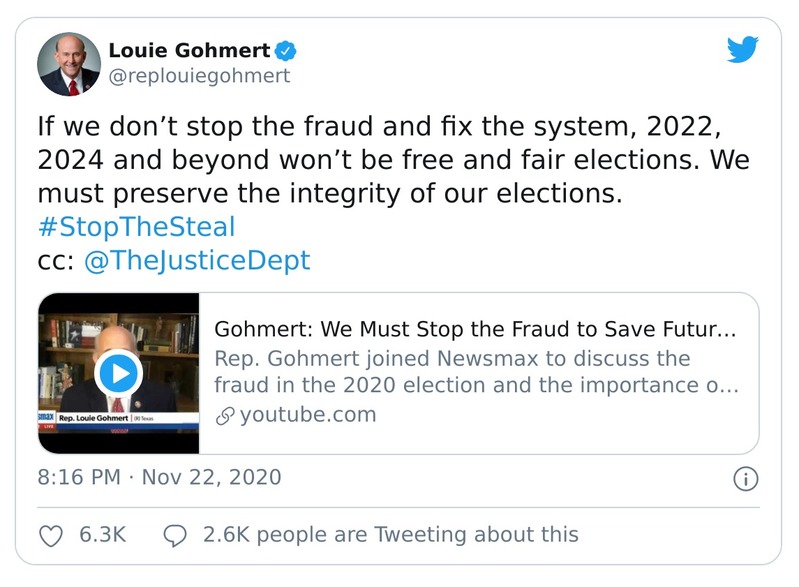 Louie Gohmert
@replouiegohmert
If we don’t stop the fraud and fix the system, 2022,
2024 and beyond won’t be free and fair elections. We
must preserve the integrity of our elections.
#StopTheSteal
cc: @TheJusticeDept
Gohmert: We Must Stop the Fraud to Save Futur...
Rep. Gohmert joined Newsmax to discuss the
fraud in the 2020 election and the importance o...
youtube.com
max Rep. Louie Gohmert | (R) Texas
LIVE
8:16 PM · Nov 22, 2020
6.3K 2.6K people are Tweeting about this